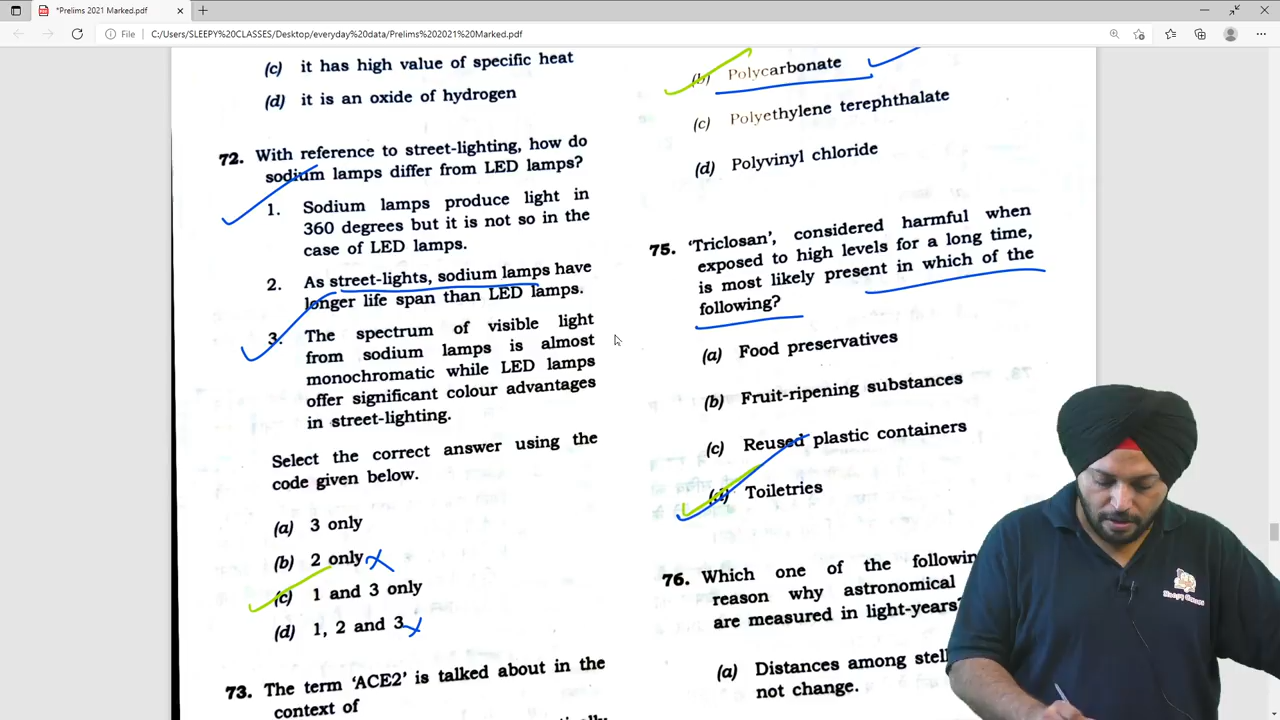 *Prelims 2021 Marked.pdf
File
C:/Users/SLEEPY%20CLASSES/Desktop/everyday%20data/Prelims%202021%20Marked.pdf
(c) it has high value of specific heat
(d) it is an oxide of hydrogen
72. With reference to street-lighting, how do
sodium lamps differ from LED lamps?
1. Sodium lamps produce light in
360 degrees but it is not so in the
case of LED lamps.
2. As street-lights, sodium lamps have
longer life span than LED lamps.
3. The spectrum of visible light
from sodium lamps is almost
monochromatic while LED lamps
offer significant colour advantages
in street-lighting.
Select the correct answer using the
code given below.
(a) 3 only
(b) 2 only
(c) 1 and 3 only
(d) 1, 2 and 3
73. The term 'ACE2' is talked about in the
context of
(b) Polycarbonate
(c) Polyethylene terephthalate
(d) Polyvinyl chloride
75. 'Triclosan', considered harmful when
exposed to high levels for a long time,
is most likely present in which of the
following?
(a) Food preservatives
(b) Fruit-ripening substances
(c) Reused plastic containers
(d) Toiletries
76. Which one of the followin
reason why astronomical
are measured in light-years
(a) Distances among stell
not change.
Sleepy Classes